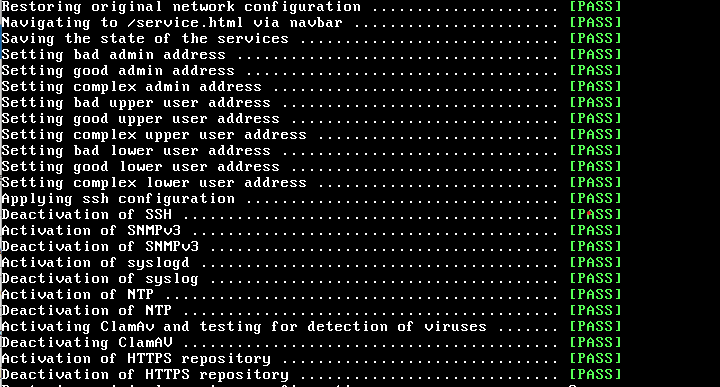 Restoring original network configuration ...................... [PASS]
Navigating to /service.html via navbar ........................ [PASS]
Saving the state of the services .............................. [PASS]
Setting bad admin address ..................................... [PASS]
Setting good admin address .................................... [PASS]
Setting complex admin address ................................. [PASS]
Setting bad upper user address ................................ [PASS]
Setting good upper user address ............................... [PASS]
Setting complex upper user address ............................ [PASS]
Setting bad lower user address ................................ [PASS]
Setting good lower user address ............................... [PASS]
Setting complex lower user address ............................ [PASS]
Applying ssh configuration .................................... [PASS]
Deactivation of SSH ........................................... [PASS]
Activation of SNMPv3 .......................................... [PASS]
Deactivation of SNMPv3 ........................................ [PASS]
Activation of syslogd ......................................... [PASS]
Deactivation of syslog ........................................ [PASS]
Activation of NTP ............................................. [PASS]
Deactivation of NTP ........................................... [PASS]
Activating ClamAv and testing for detection of viruses ....... [PASS]
Deactivating ClamAV ........................................... [PASS]
Activation of HTTPS repository ................................ [PASS]
Deactivation of HTTPS repository .............................. [PASS]